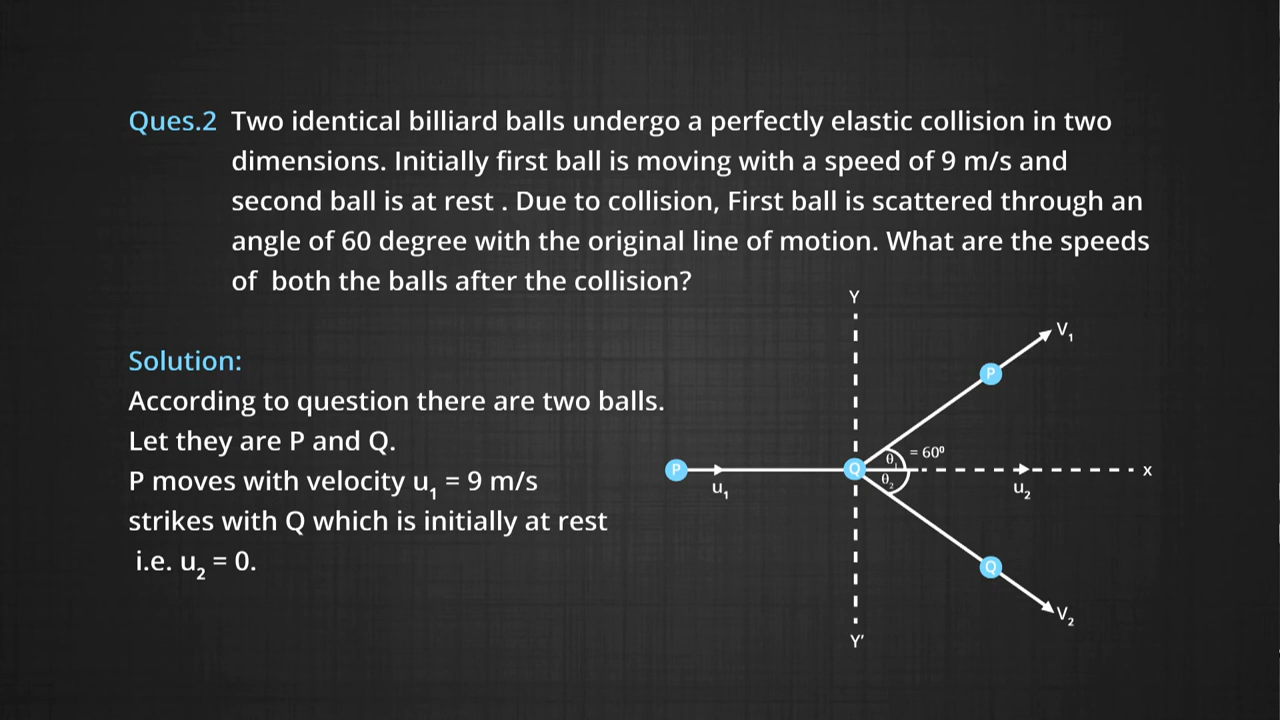 Ques.2 Two identical billiard balls undergo a perfectly elastic collision in two
dimensions. Initially first ball is moving with a speed of 9 m/s and
second ball is at rest . Due to collision, First ball is scattered through an
angle of 60 degree with the original line of motion. What are the speeds
of both the balls after the collision?
Y
V₁
Solution:
P
According to question there are two balls.
Let they are P and Q.
θ₁ = 60⁰
P
Q
x
P moves with velocity u₁ = 9 m/s
u₁
θ₂
u₂
strikes with Q which is initially at rest
i.e. u₂ = 0.
Q
V₂
Y'